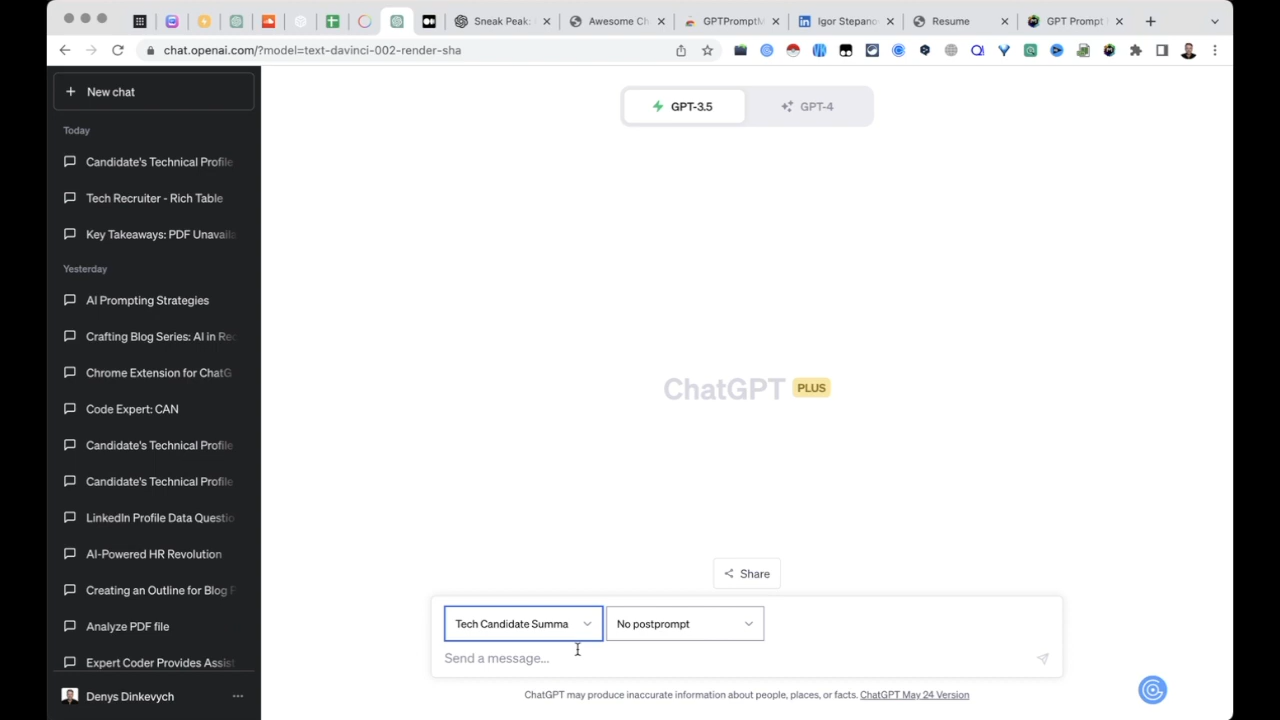 Sneak Peak:
Awesome Ch
GPTPromptM
Igor Stepano
Resume
GPT Prompt
chat.openai.com/?model=text-davinci-002-render-sha
New chat
GPT-3.5
GPT-4
Today
Candidate's Technical Profile
Tech Recruiter - Rich Table
Key Takeaways: PDF Unavaila
Yesterday
AI Prompting Strategies
Crafting Blog Series: AI in Rec
Chrome Extension for ChatG
Code Expert: CAN
Candidate's Technical Profile
Candidate's Technical Profile
LinkedIn Profile Data Questio
AI-Powered HR Revolution
Creating an Outline for Blog P
Analyze PDF file
Expert Coder Provides Assist
Denys Dinkevych
ChatGPT PLUS
Share
Tech Candidate Summa
No postprompt
Send a message...
ChatGPT may produce inaccurate information about people, places, or facts. ChatGPT May 24 Version